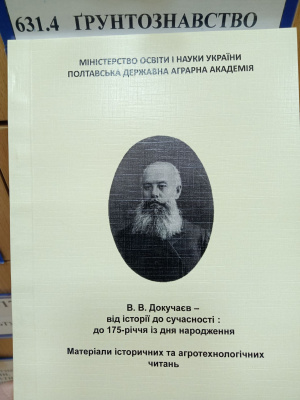 631.4 ҐРУНТОЗНАВСТВО
МІНІСТЕРСТВО ОСВІТИ І НАУКИ УКРАЇНИ
ПОЛТАВСЬКА ДЕРЖАВНА АГРАРНА АКАДЕМІЯ
В. В. Докучаєв –
від історії до сучасності :
до 175-річчя із дня народження
Матеріали історичних та агротехнологічних
читань